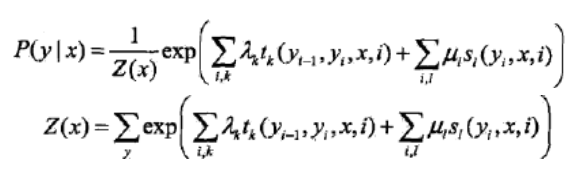 P(y|x) = 1/Z(x) exp( ∑_{i,k} λ_k t_k(y_{i-1}, y_i, x, i) + ∑_{i,l} μ_l s_l(y_i, x, i) )
Z(x) = ∑_y exp( ∑_{i,k} λ_k t_k(y_{i-1}, y_i, x, i) + ∑_{i,l} μ_l s_l(y_i, x, i) )